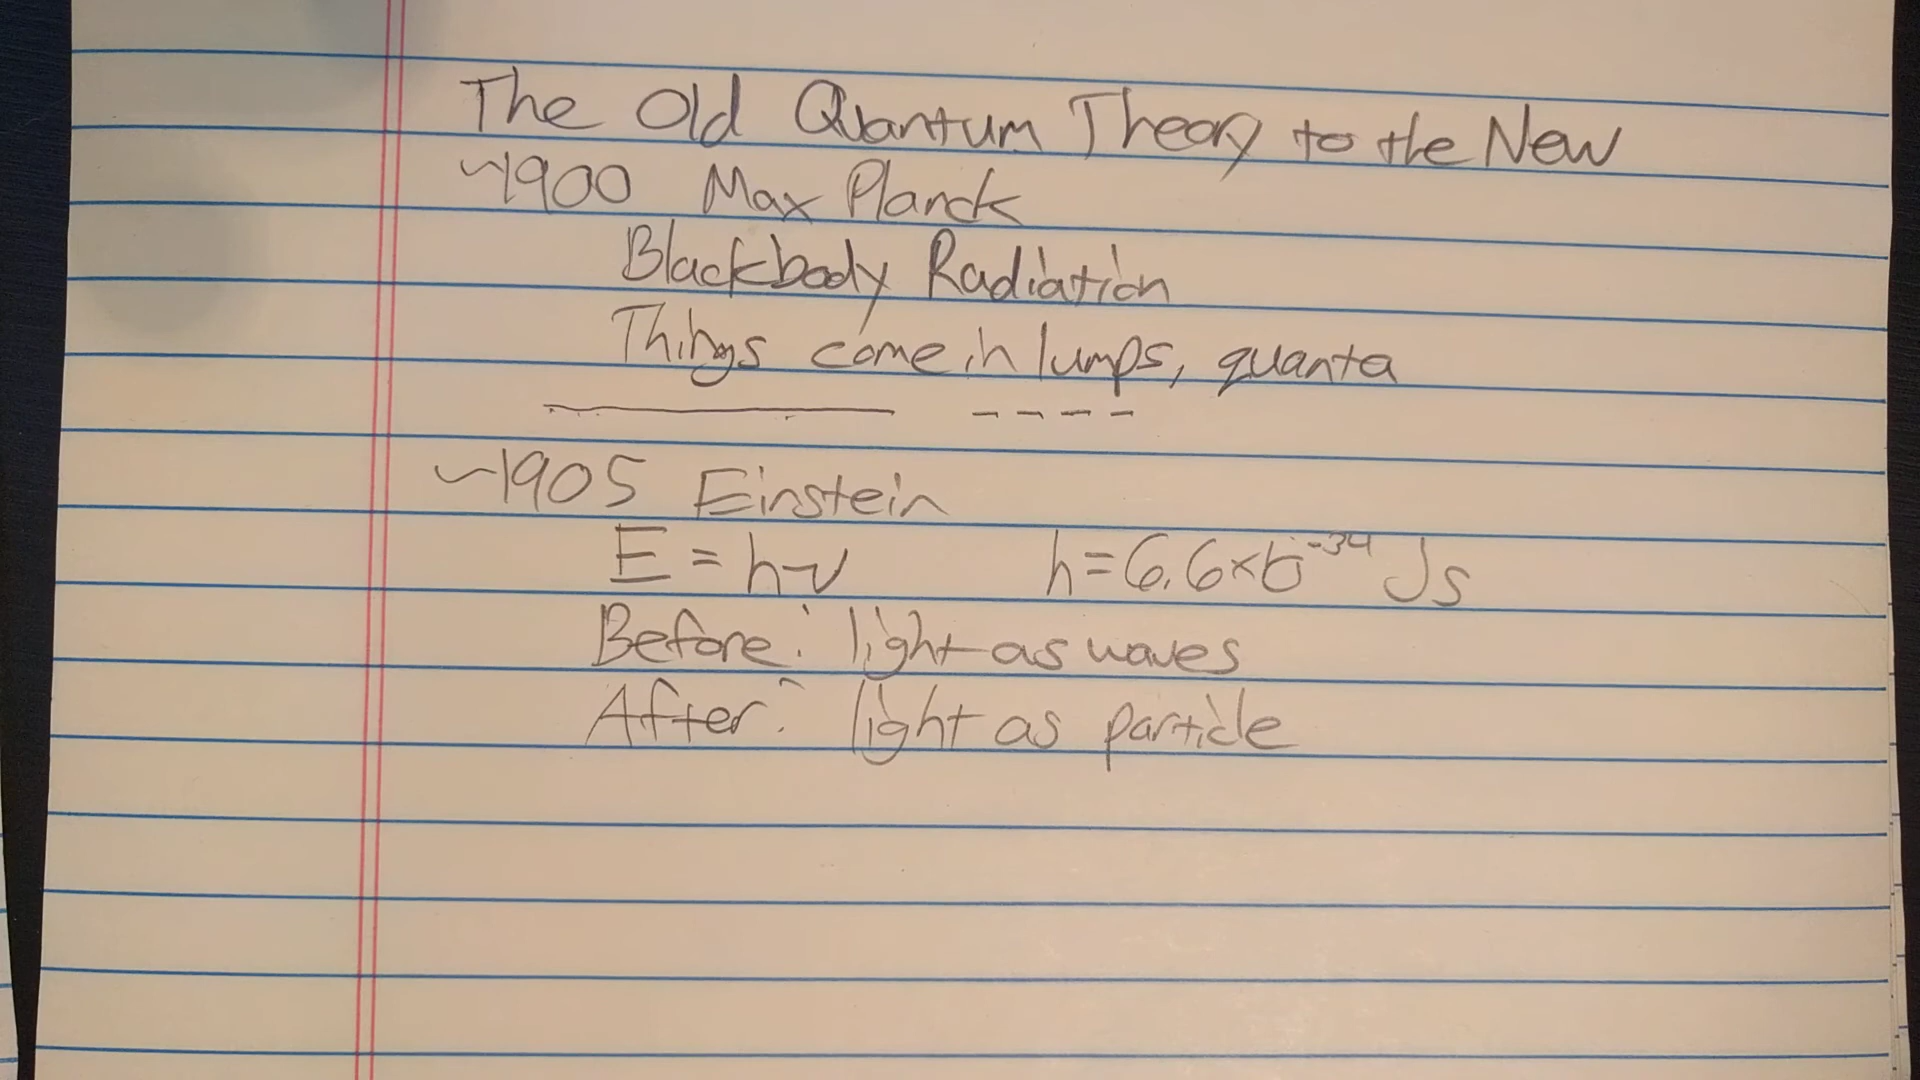 The Old Quantum Theory to the New
~1900 Max Planck
Blackbody Radiation
Things come in lumps, quanta
~1905 Einstein
E = hν h = 6.6×10⁻³⁴ Js
Before: light as waves
After: light as particle